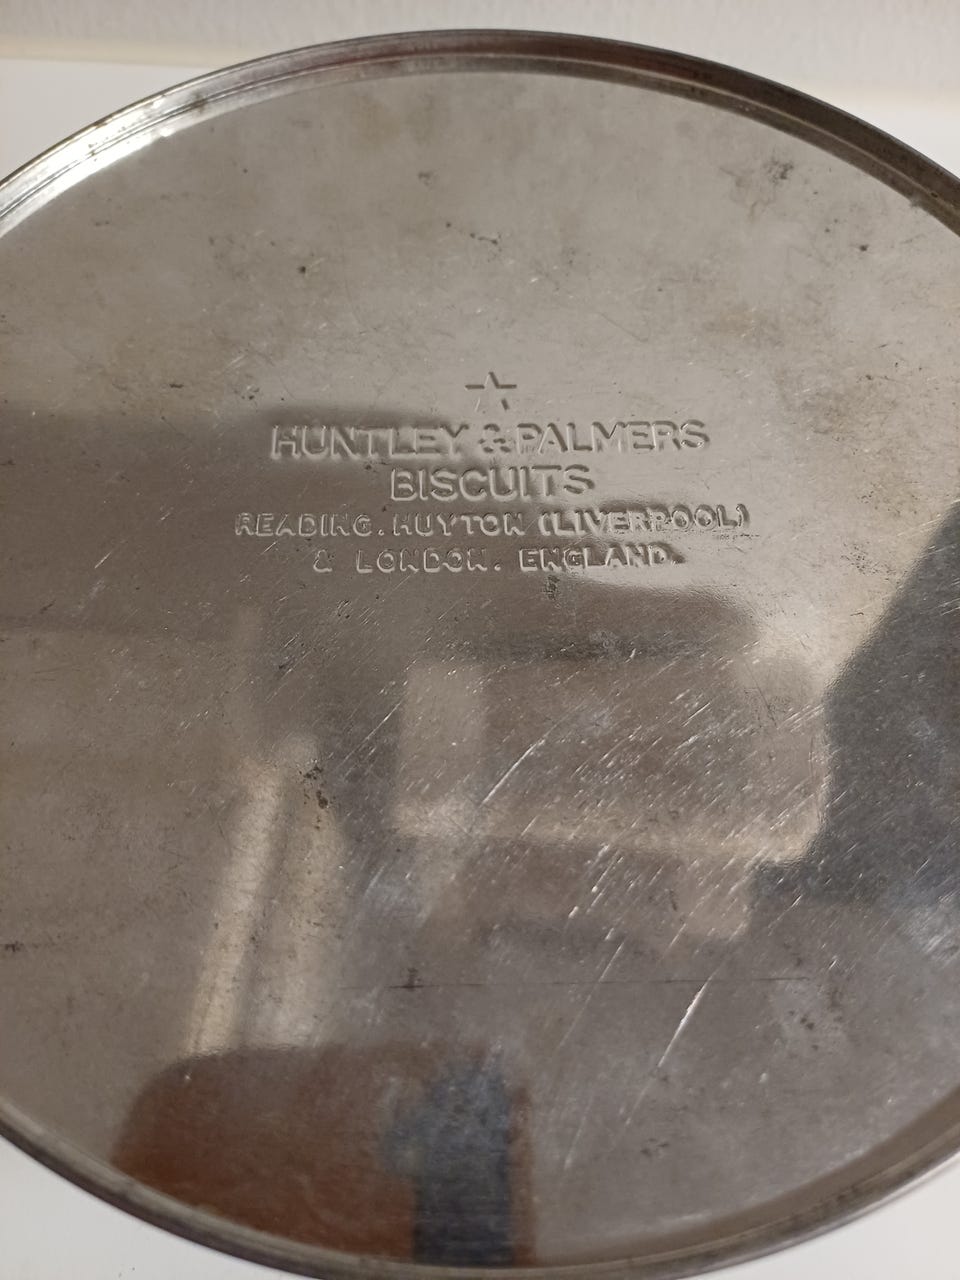 HUNTLEY & PALMERS
BISCUITS
READING. HUYTON (LIVERPOOL)
& LONDON. ENGLAND.